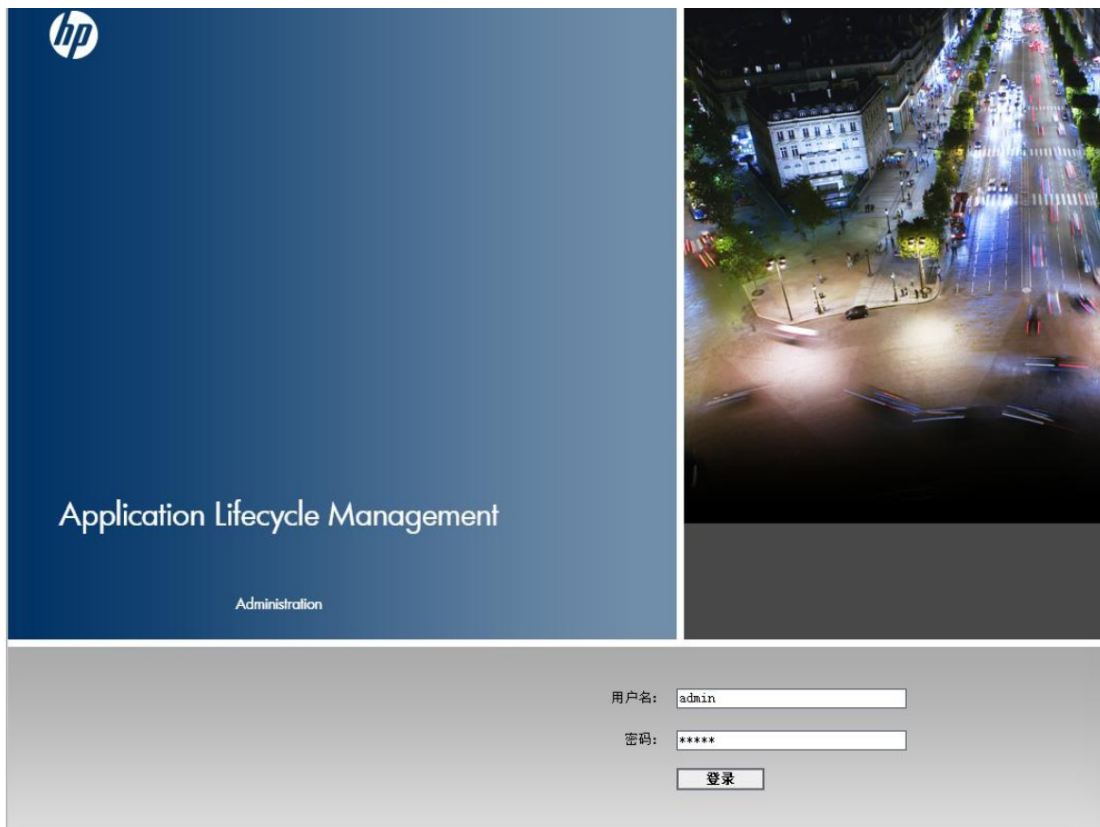 hp
Application Lifecycle Management
Administration
用户名: admin
密码: *****
登录